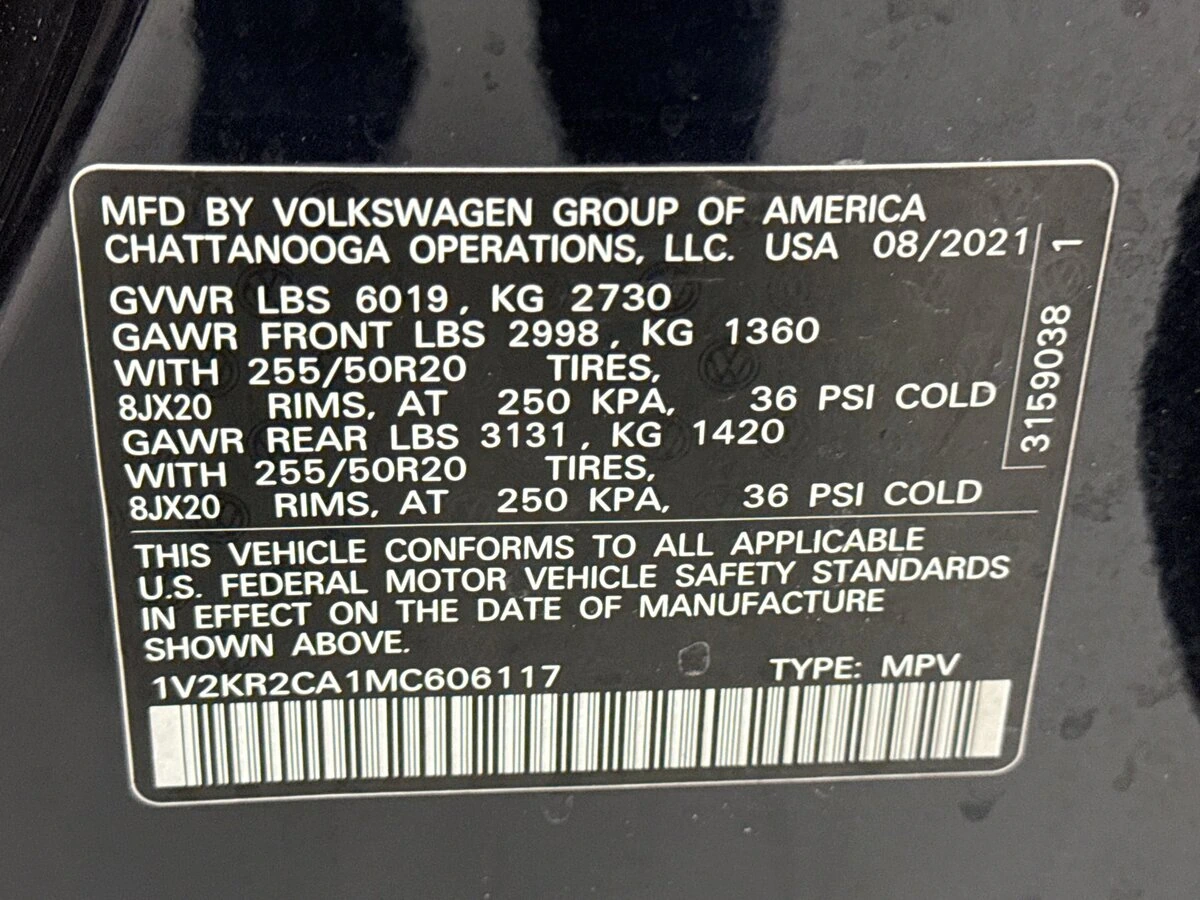 MFD BY VOLKSWAGEN GROUP OF AMERICA
CHATTANOOGA OPERATIONS, LLC. USA 08/2021
GVWR LBS 6019, KG 2730
GAWR FRONT LBS 2998, KG 1360
WITH 255/50R20 TIRES,
8JX20 RIMS, AT 250 KPA, 36 PSI COLD
GAWR REAR LBS 3131, KG 1420
WITH 255/50R20 TIRES,
8JX20 RIMS, AT 250 KPA, 36 PSI COLD
THIS VEHICLE CONFORMS TO ALL APPLICABLE
U.S. FEDERAL MOTOR VEHICLE SAFETY STANDARDS
IN EFFECT ON THE DATE OF MANUFACTURE
SHOWN ABOVE.
1V2KR2CA1MC606117 TYPE: MPV
3159038 1